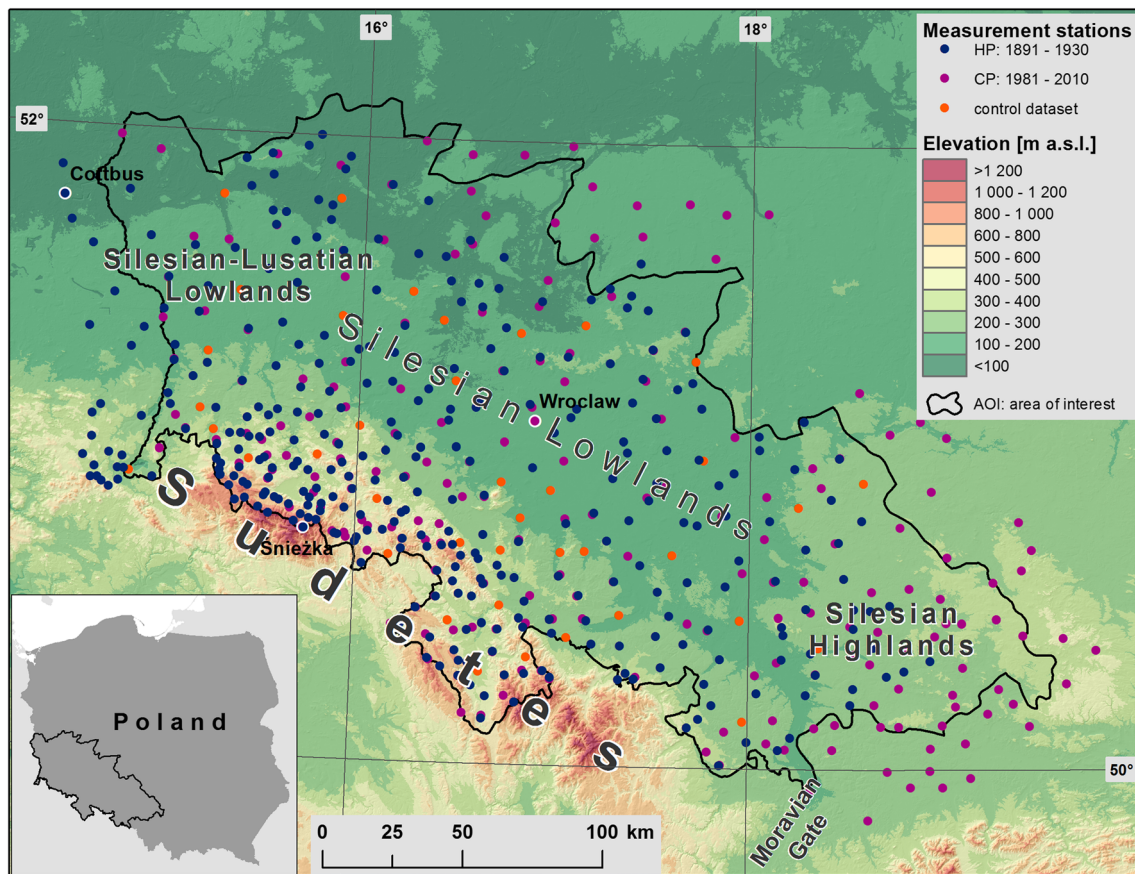 16°
18°
52°
50°
Measurement stations
HP: 1891 - 1930
CP: 1981 - 2010
control dataset
Elevation [m a.s.l.]
>1 200
1 000 - 1 200
800 - 1 000
600 - 800
500 - 600
400 - 500
300 - 400
200 - 300
100 - 200
<100
AOI: area of interest
Cottbus
Silesian-Lusatian
Lowlands
Silesian Lowlands
Wroclaw
Sudetes
Śnieżka
Silesian
Highlands
Moravian
Gate
Poland
0 25 50 100 km